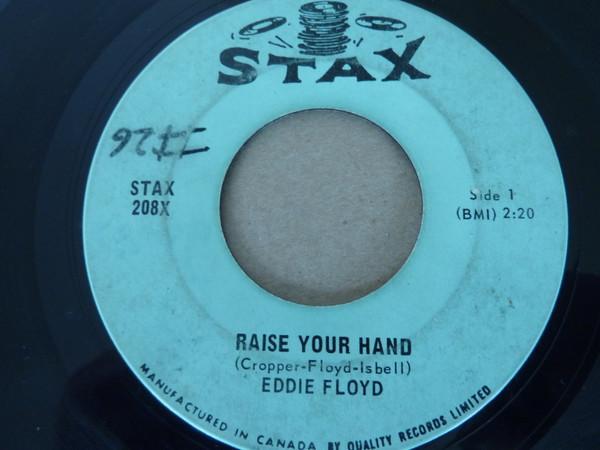 STAX
STAX
208X
Side 1
(BMI) 2:20
RAISE YOUR HAND
(Cropper-Floyd-Isbell)
EDDIE FLOYD
MANUFACTURED IN CANADA BY QUALITY RECORDS LIMITED